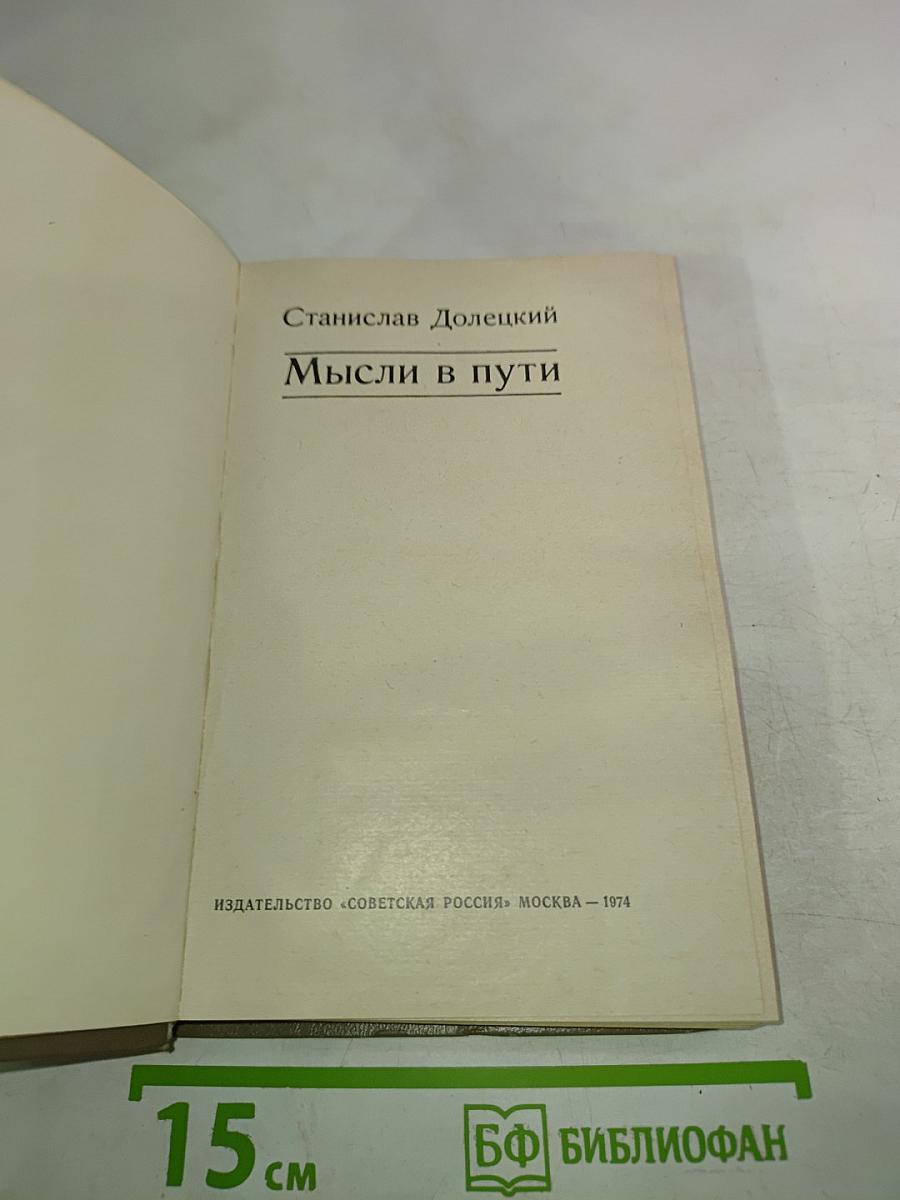 Станислав Долецкий
Мысли в пути
ИЗДАТЕЛЬСТВО «СОВЕТСКАЯ РОССИЯ» МОСКВА — 1974
15 см
БФ БИБЛИОФАН